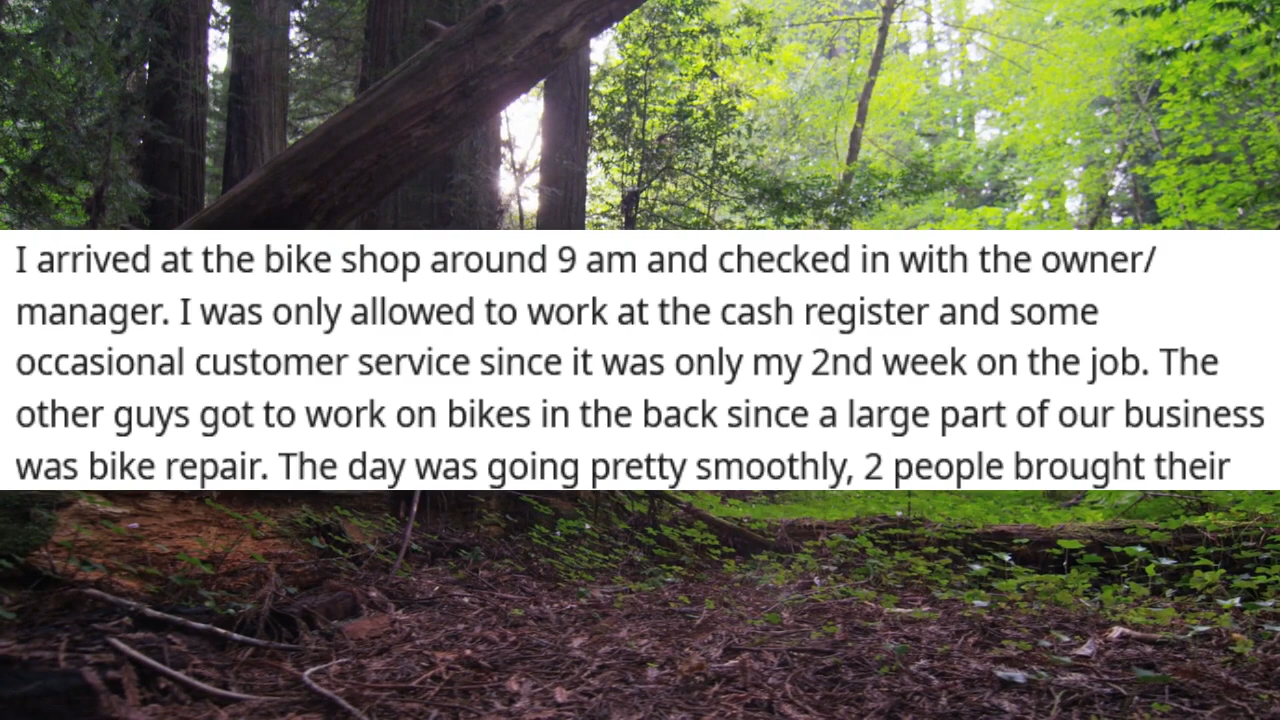 I arrived at the bike shop around 9 am and checked in with the owner/
manager. I was only allowed to work at the cash register and some
occasional customer service since it was only my 2nd week on the job. The
other guys got to work on bikes in the back since a large part of our business
was bike repair. The day was going pretty smoothly, 2 people brought their